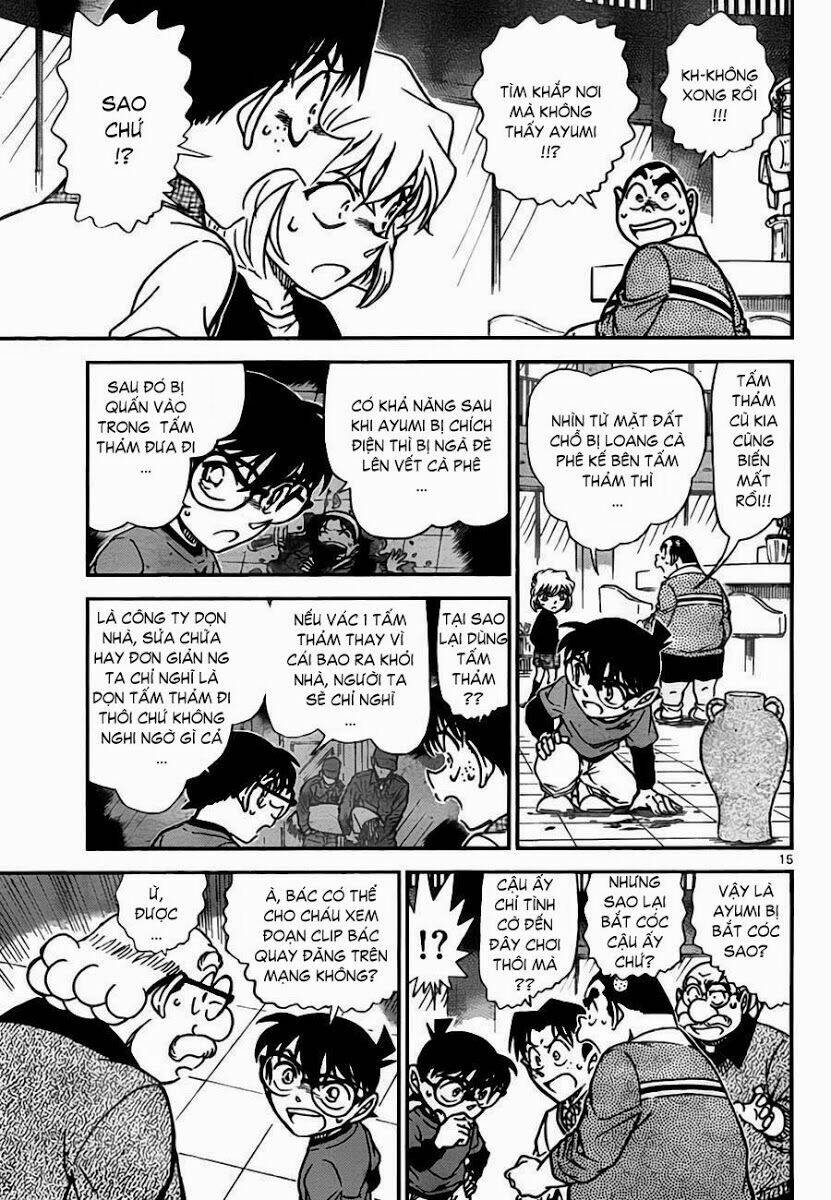 KH-KHÔNG
XONG RỒI
!!!
TÌM KHẮP NƠI
MÀ KHÔNG
THẤY AYUMI
!!?
SAO
CHỨ
!?
TẤM
THẢM
CŨ KIA
CŨNG
BIẾN
MẤT
RỒI!!
NHÌN TỪ MẶT ĐẤT
CHỖ BỊ LOANG CÀ
PHÊ KẾ BÊN TẤM
THẢM THÌ
...
CÓ KHẢ NĂNG SAU
KHI AYUMI BỊ CHÍCH
ĐIỆN THÌ BỊ NGÃ ĐÈ
LÊN VẾT CÀ PHÊ
...
SAU ĐÓ BỊ
QUẤN VÀO
TRONG TẤM
THẢM ĐƯA ĐI
...
TẠI SAO
LẠI DÙNG
TẤM
THẢM
??
NẾU VÁC 1 TẤM
THẢM THAY VÌ
CÁI BAO RA KHỎI
NHÀ, NGƯỜI TA
SẼ CHỈ NGHĨ
...
LÀ CÔNG TY DỌN
NHÀ, SỬA CHỮA
HAY ĐƠN GIẢN NG
TA CHỈ NGHĨ LÀ
DỌN TẤM THẢM ĐI
THÔI CHỨ KHÔNG
NGHI NGỜ GÌ CẢ
15
VẬY LÀ
AYUMI BỊ
BẮT CÓC
SAO?
NHƯNG
SAO LẠI
BẮT CÓC
CẬU ẤY
CHỨ?
CẬU ẤY
CHỈ TÌNH
CỜ ĐẾN
ĐÂY CHƠI
THÔI MÀ
??
!?
À, BÁC CÓ THỂ
CHO CHÁU XEM
ĐOẠN CLIP BÁC
QUAY ĐĂNG TRÊN
MẠNG KHÔNG?
Ừ,
ĐƯỢC
...